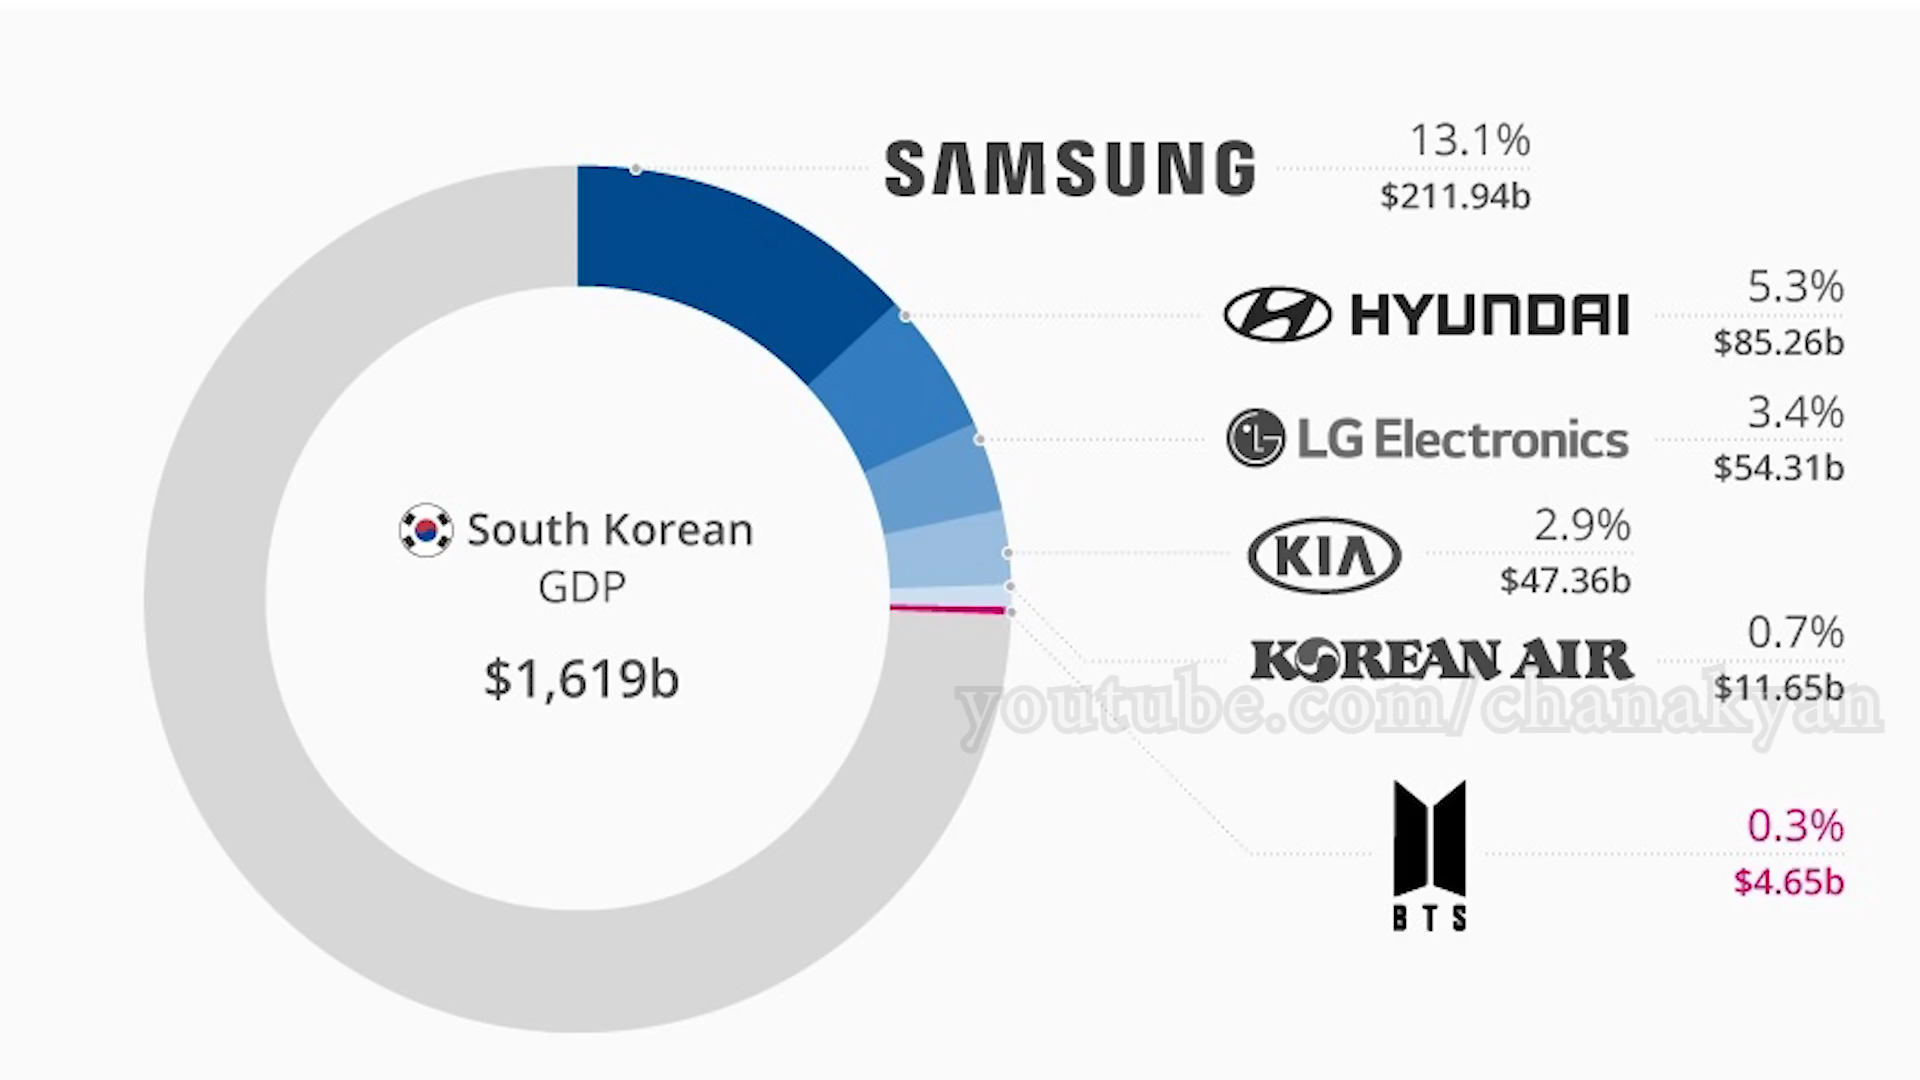 SAMSUNG
13.1%
$211.94b
HYUNDAI
5.3%
$85.26b
LG Electronics
3.4%
$54.31b
KIA
2.9%
$47.36b
South Korean
GDP
$1,619b
KOREAN AIR
0.7%
$11.65b
youtube.com/chanakyan
BTS
0.3%
$4.65b